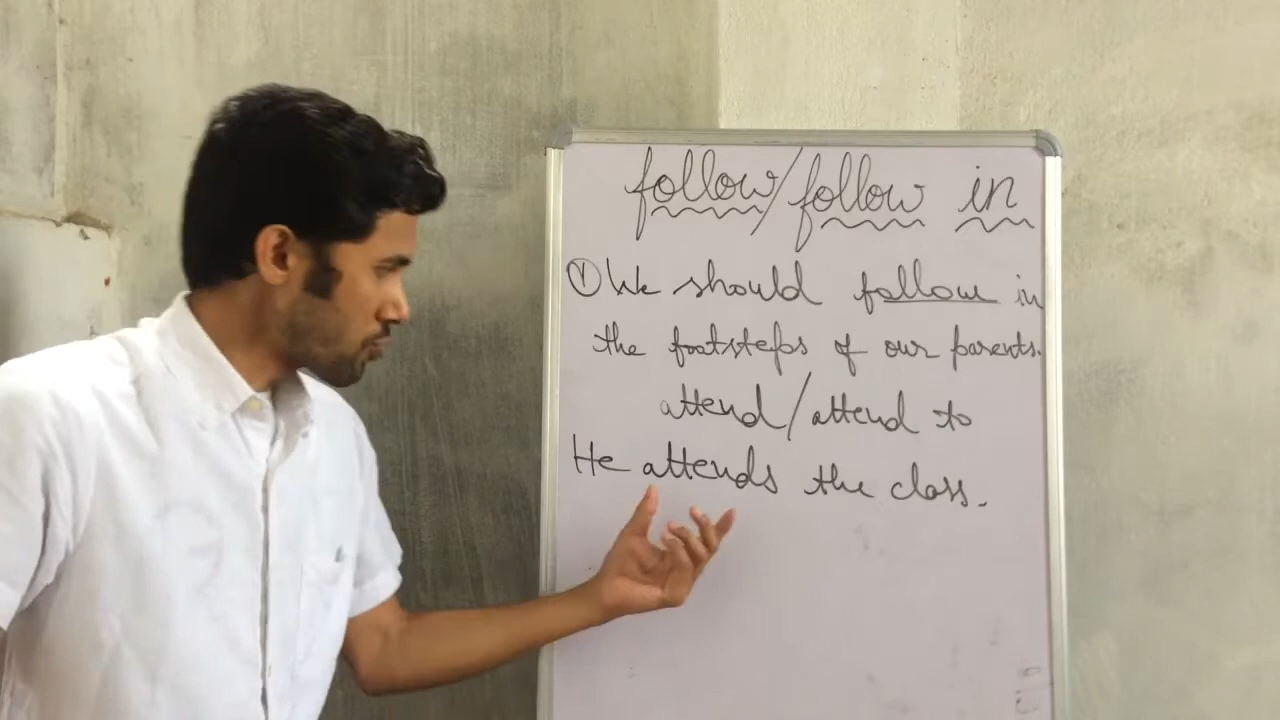 follow/follow in
① We should follow in
the footsteps of our parents.
attend/attend to
He attends the class.